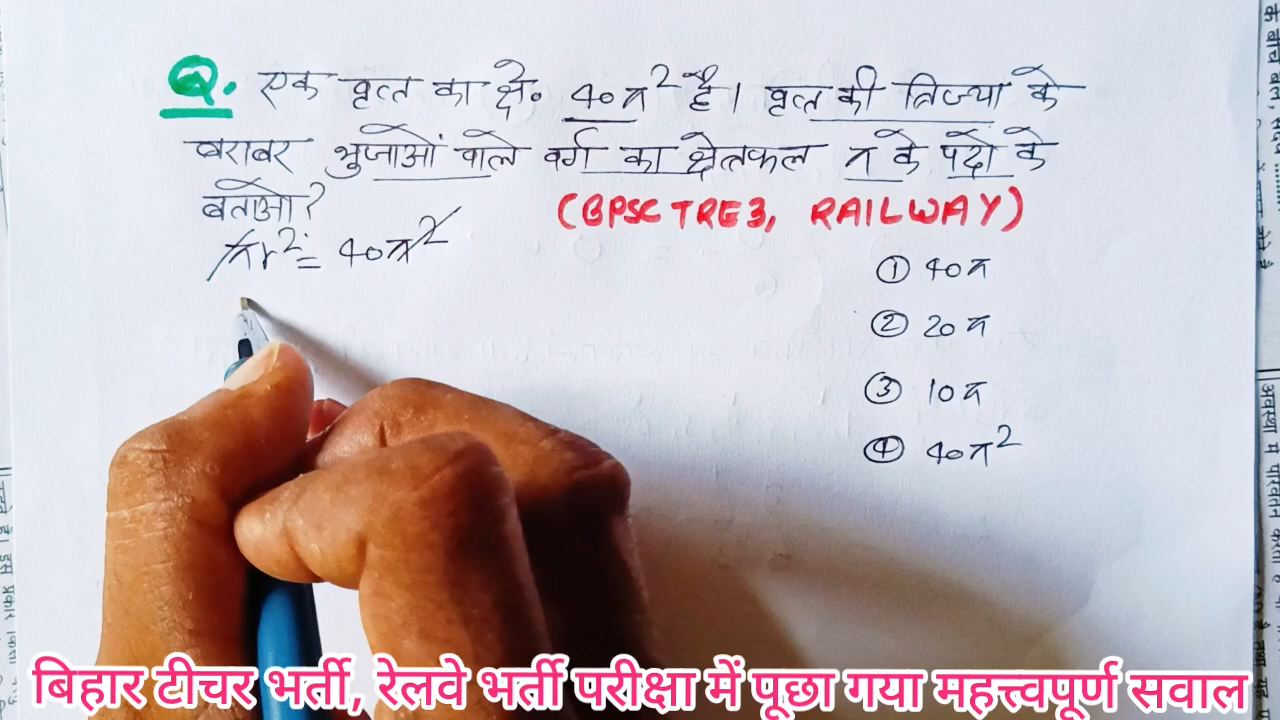 Q. एक वृत्त का क्षे० 40π² है। वृत्त की त्रिज्या के
बराबर भुजाओं वाले वर्ग का क्षेत्रफल π के पदों के
बताओ?
(BPSC TRE3, RAILWAY)
πr² = 40π²
① 40π
② 20π
③ 10π
④ 40π²
बिहार टीचर भर्ती, रेलवे भर्ती परीक्षा में पूछा गया महत्त्वपूर्ण सवाल